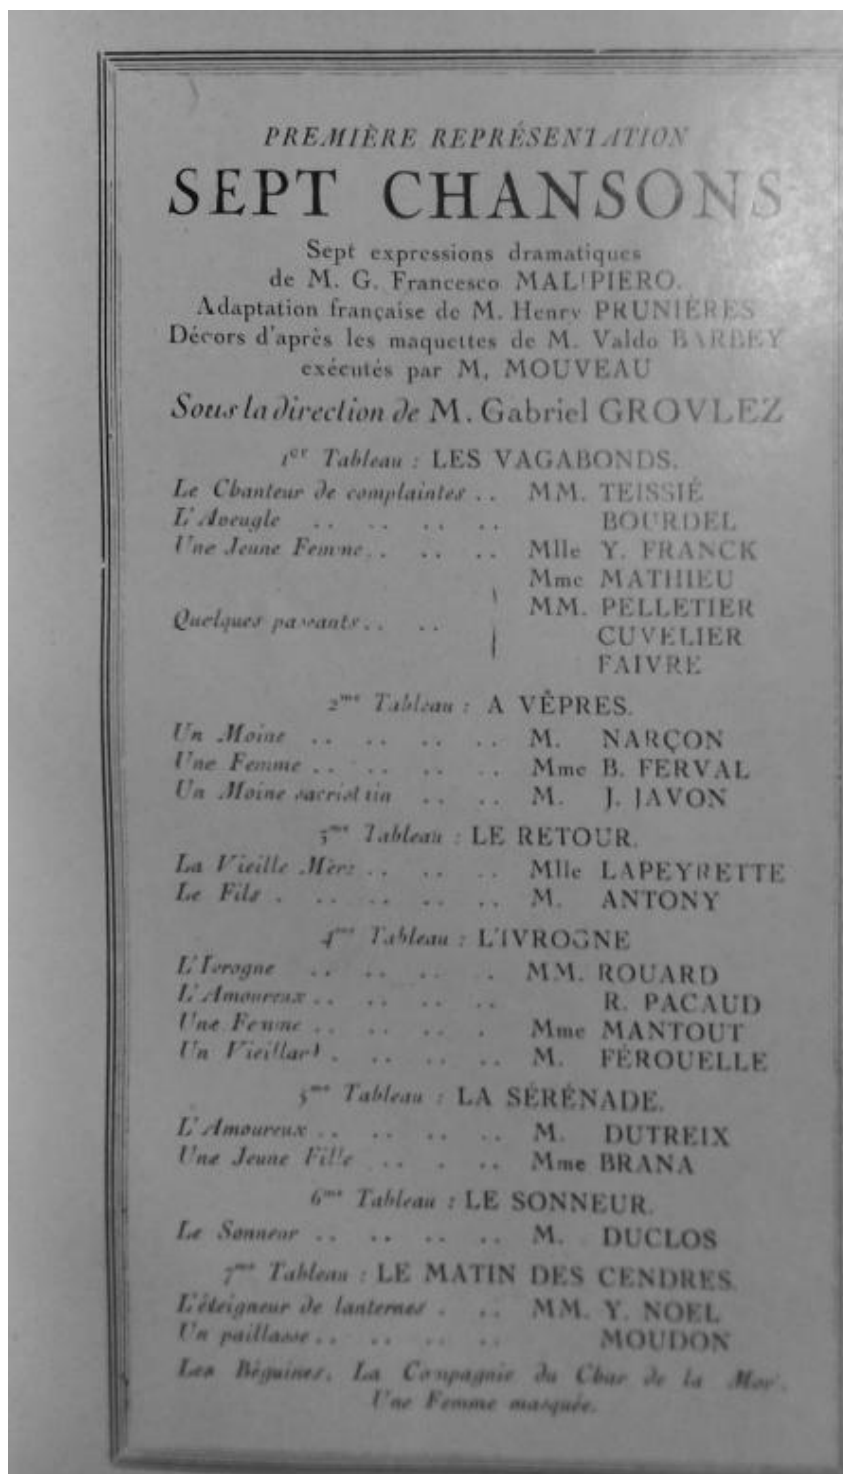 PREMIÈRE REPRÉSENTATION
SEPT CHANSONS
Sept expressions dramatiques
de M. G. Francesco MALIPIERO.
Adaptation française de M. Henry PRUNIÈRES
Décors d'après les maquettes de M. Valdo BARBEY
exécutés par M. MOUVEAU
Sous la direction de M. Gabriel GROVLEZ
1er Tableau : LES VAGABONDS.
Le Chanteur de complaintes .. MM. TEISSIÉ
L'Aveugle .. .. .. .. BOURDEL
Une Jeune Femme .. .. .. Mlle Y. FRANCK
Mme MATHIEU
MM. PELLETIER
Quelques passants .. .. CUVELIER
FAIVRE
2me Tableau : A VÊPRES.
Un Moine .. .. .. .. M. NARÇON
Une Femme .. .. .. .. Mme B. FERVAL
Un Moine sacristain .. .. M. J. JAVON
3me Tableau : LE RETOUR.
La Vieille Mère .. .. .. Mlle LAPEYRETTE
Le Fils . .. .. .. .. M. ANTONY
4me Tableau : L'IVROGNE
L'Ivrogne .. .. .. . MM. ROUARD
L'Amoureux .. .. .. .. R. PACAUD
Une Femme .. .. .. . Mme MANTOUT
Un Vieillard . .. .. .. M. FÉROUELLE
5me Tableau : LA SÉRÉNADE.
L'Amoureux .. .. .. .. M. DUTREIX
Une Jeune Fille .. . .. Mme BRANA
6me Tableau : LE SONNEUR.
Le Sonneur .. .. .. .. M. DUCLOS
7me Tableau : LE MATIN DES CENDRES.
L'éteigneur de lanternes . .. MM. Y. NOEL
Un paillasse .. .. .. .. MOUDON
Les Béguines, La Compagnie du Char de la Mort,
Une Femme masquée.